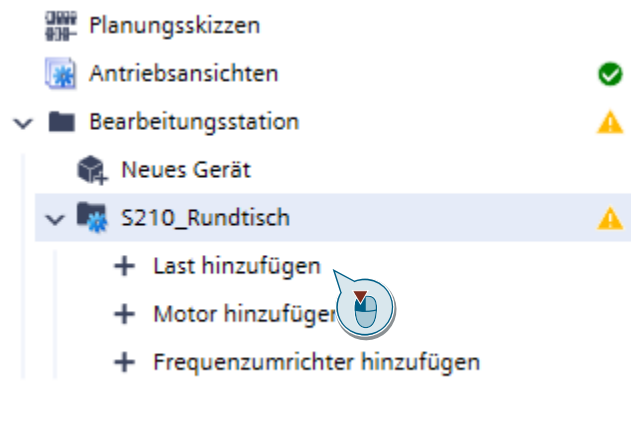 Planungsskizzen
Antriebsansichten
Bearbeitungsstation
Neues Gerät
S210_Rundtisch
Last hinzufügen
Motor hinzufügen
Frequenzumrichter hinzufügen